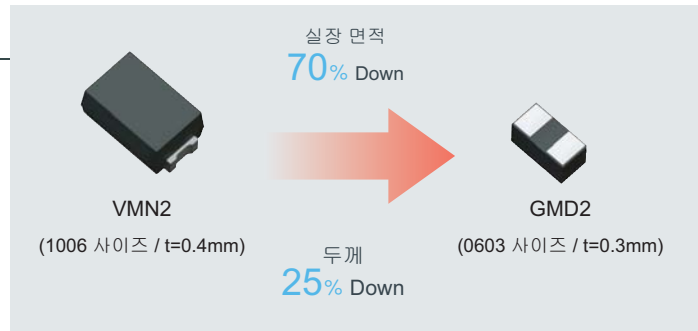 실장 면적
70% Down
VMN2
(1006 사이즈 / t=0.4mm)
GMD2
(0603 사이즈 / t=0.3mm)
두께
25% Down